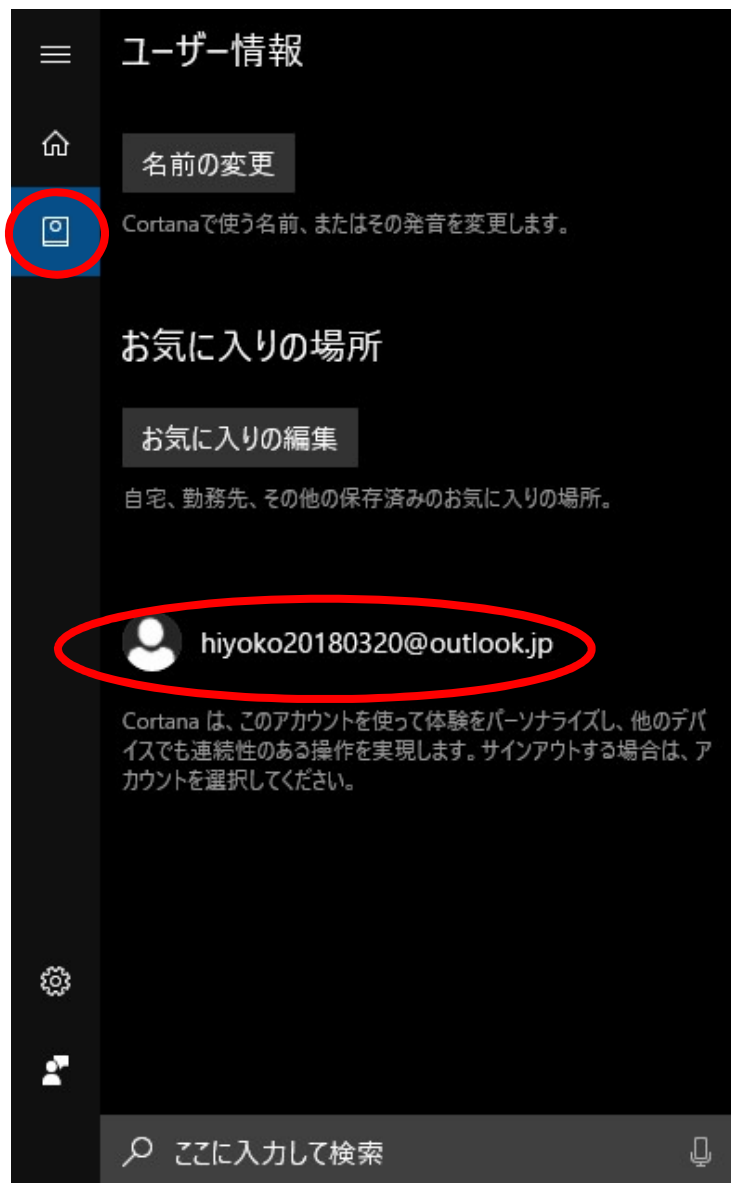 ユーザー情報
名前の変更
Cortanaで使う名前、またはその発音を変更します。
お気に入りの場所
お気に入りの編集
自宅、勤務先、その他の保存済みのお気に入りの場所。
hiyoko20180320@outlook.jp
Cortana は、このアカウントを使って体験をパーソナライズし、他のデバ
イスでも連続性のある操作を実現します。サインアウトする場合は、ア
カウントを選択してください。
ここに入力して検索